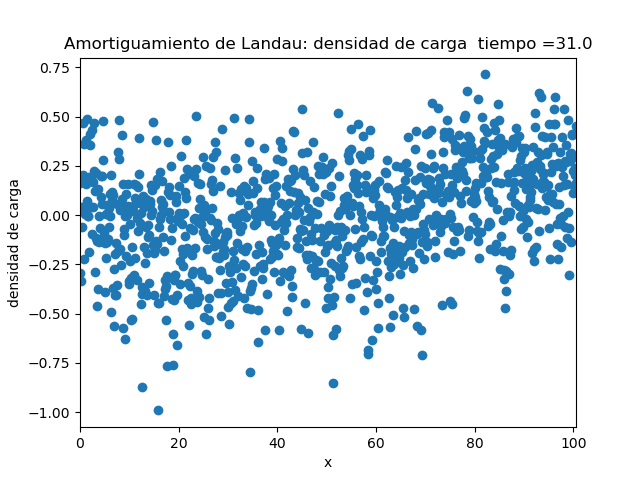 Amortiguamiento de Landau: densidad de carga  tiempo =31.0
0.75
0.50
0.25
0.00
−0.25
−0.50
−0.75
−1.00
densidad de carga
0 20 40 60 80 100
x